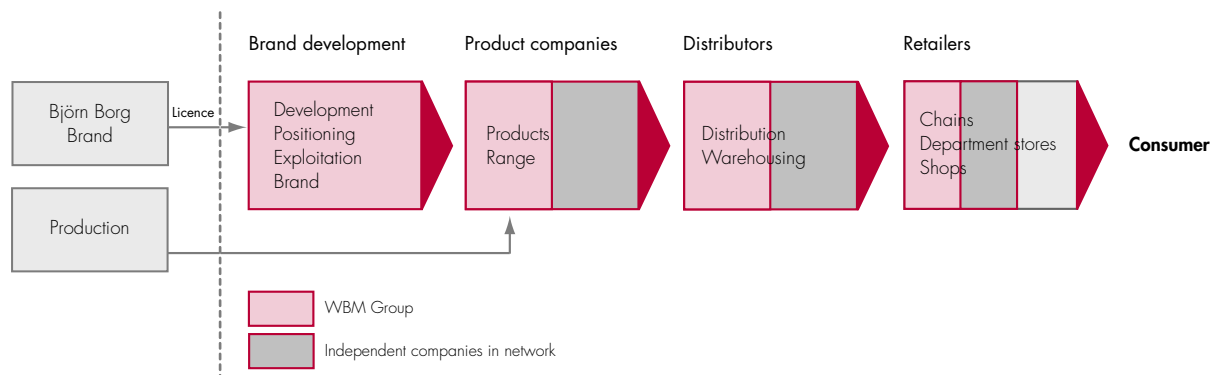 Brand development
Product companies
Distributors
Retailers
Björn Borg
Brand
Licence
Development
Positioning
Exploitation
Brand
Products
Range
Distribution
Warehousing
Chains
Department stores
Shops
Consumer
Production
WBM Group
Independent companies in network